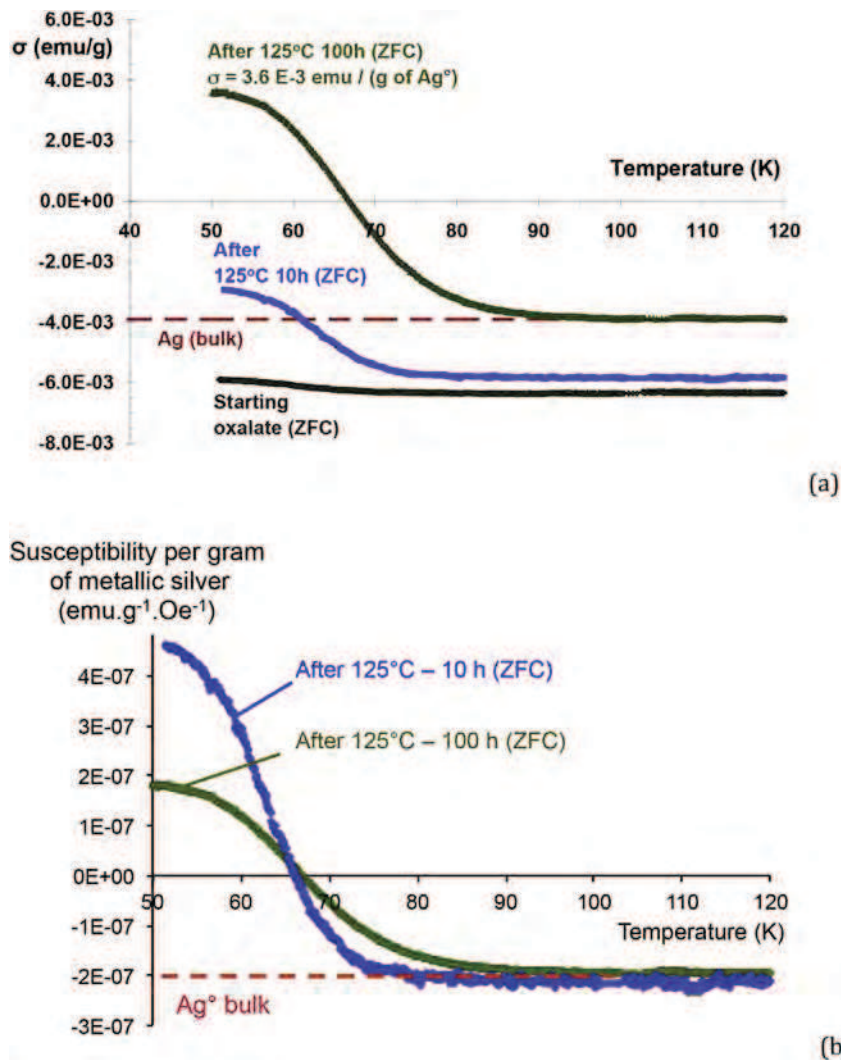 6.0E-03
σ (emu/g)
After 125°C 100h (ZFC)
σ = 3.6 E-3 emu / (g of Ag°)
4.0E-03
2.0E-03
Temperature (K)
0.0E+00
40 50 60 70 80 90 100 110 120
After
125°C 10h (ZFC)
-2.0E-03
-4.0E-03
Ag (bulk)
-6.0E-03
Starting
oxalate (ZFC)
-8.0E-03
(a)
Susceptibility per gram
of metallic silver
(emu.g-1.Oe-1)
4E-07
After 125°C – 10 h (ZFC)
3E-07
After 125°C – 100 h (ZFC)
2E-07
1E-07
0E+00
50 60 70 80 90 100 110 120
-1E-07
Temperature (K)
-2E-07
Ag° bulk
-3E-07
(b